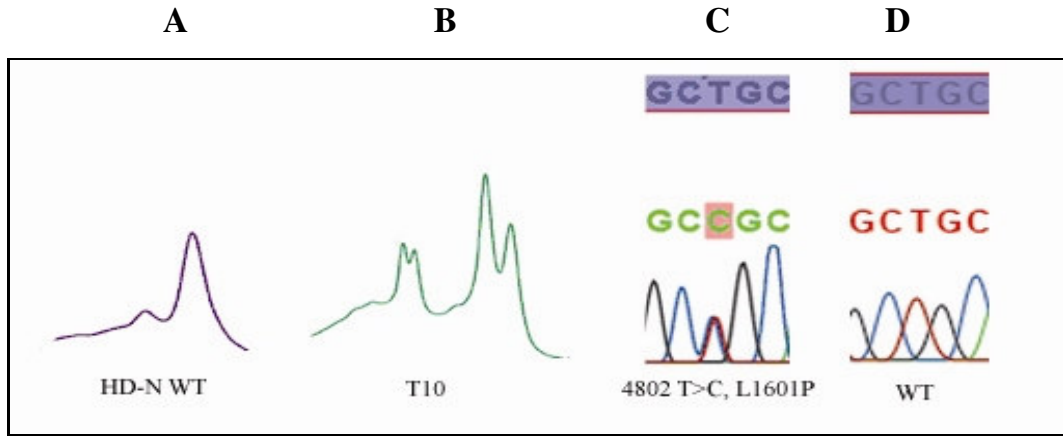 A B C D
GCTGC GCTGC
GCCGC GCTGC
HD-N WT T10 4802 T>C, L1601P WT